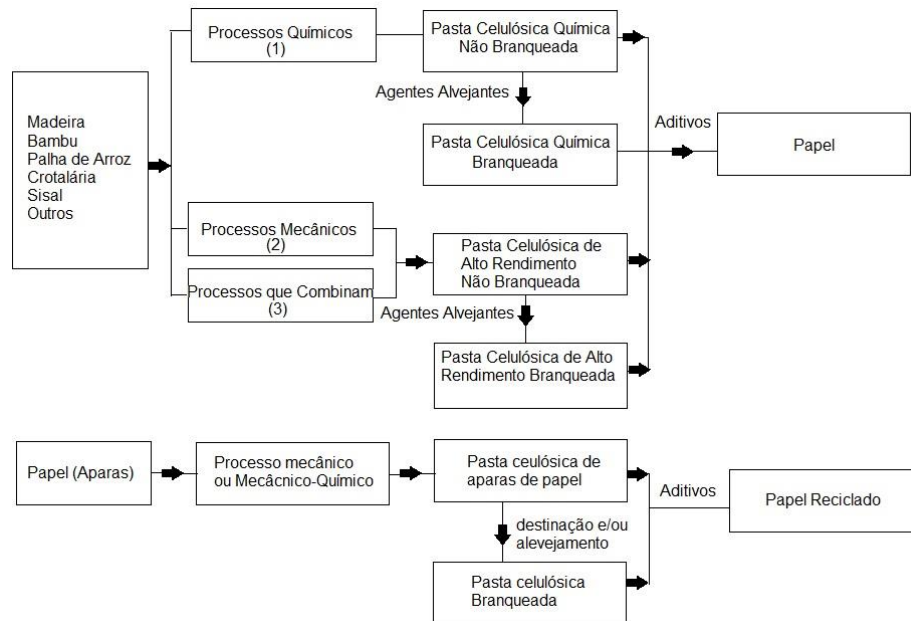 Madeira
Bambu
Palha de Arroz
Crotalária
Sisal
Outros
Processos Químicos
(1)
Pasta Celulósica Química
Não Branqueada
Agentes Alvejantes
Pasta Celulósica Química
Branqueada
Processos Mecânicos
(2)
Processos que Combinam
(3)
Pasta Celulósica de
Alto Rendimento
Não Branqueada
Agentes Alvejantes
Pasta Celulósica de Alto
Rendimento Branqueada
Aditivos
Papel
Papel (Aparas)
Processo mecânico
ou Mecâcnico-Químico
Pasta ceulósica de
aparas de papel
destinação e/ou
alevejamento
Pasta celulósica
Branqueada
Aditivos
Papel Reciclado